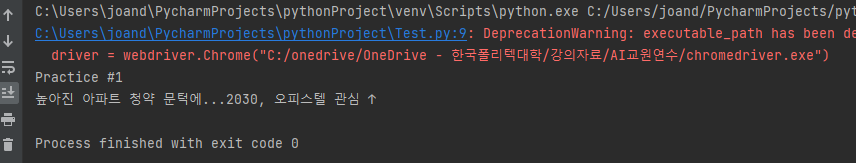 C:\Users\joand\PycharmProjects\pythonProject\venv\Scripts\python.exe C:/Users/joand/PycharmProjects/pyt
C:\Users\joand\PycharmProjects\pythonProject\Test.py:9: DeprecationWarning: executable_path has been de
driver = webdriver.Chrome("C:/onedrive/OneDrive - 한국폴리텍대학/강의자료/AI교원연수/chromedriver.exe")
Practice #1
높아진 아파트 청약 문턱에...2030, 오피스텔 관심 ↑
Process finished with exit code 0